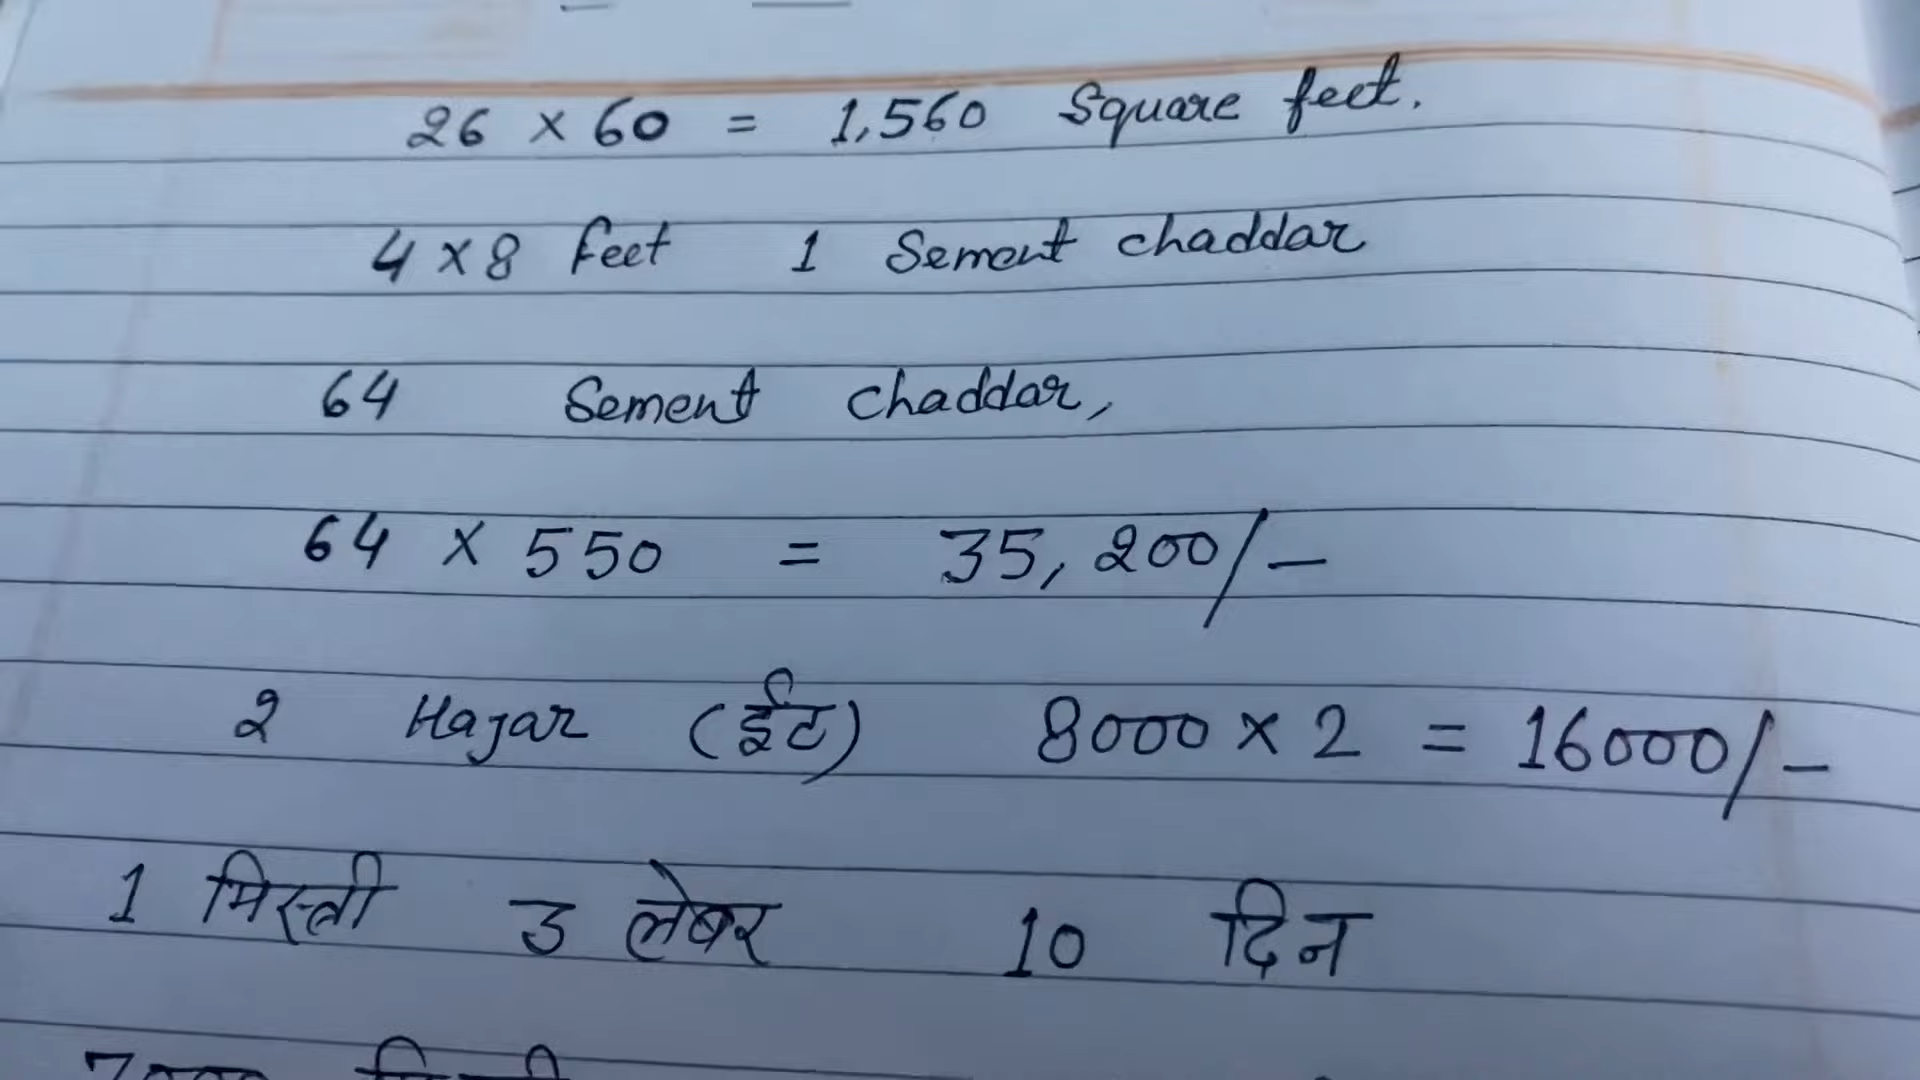 26 × 60 = 1,560 Square feet.
4 × 8 feet 1 Sement chaddar
64 Sement chaddar,
64 × 550 = 35,200/-
2 Hajar (ईंट) 8000 × 2 = 16000/-
1 मिस्त्री 3 लेबर 10 दिन